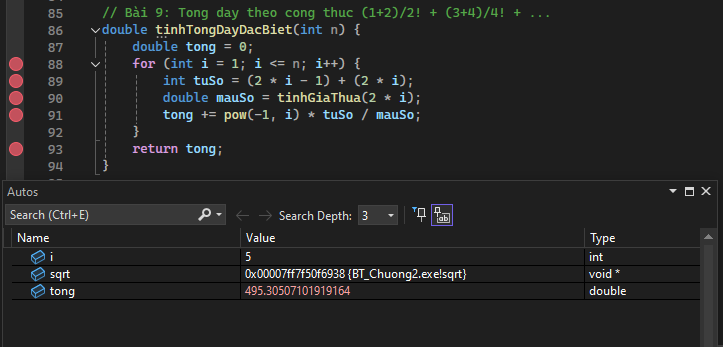 85 // Bài 9: Tong day theo cong thuc (1+2)/2! + (3+4)/4! + ...
86 double tinhTongDayDacBiet(int n) {
87 double tong = 0;
88 for (int i = 1; i <= n; i++) {
89 int tuSo = (2 * i - 1) + (2 * i);
90 double mauSo = tinhGiaThua(2 * i);
91 tong += pow(-1, i) * tuSo / mauSo;
92 }
93 return tong;
94 }
Autos
Search (Ctrl+E) Search Depth: 3
Name Value Type
i 5 int
sqrt 0x00007ff7f50f6938 {BT_Chuong2.exe!sqrt} void *
tong 495.30507101919164 double